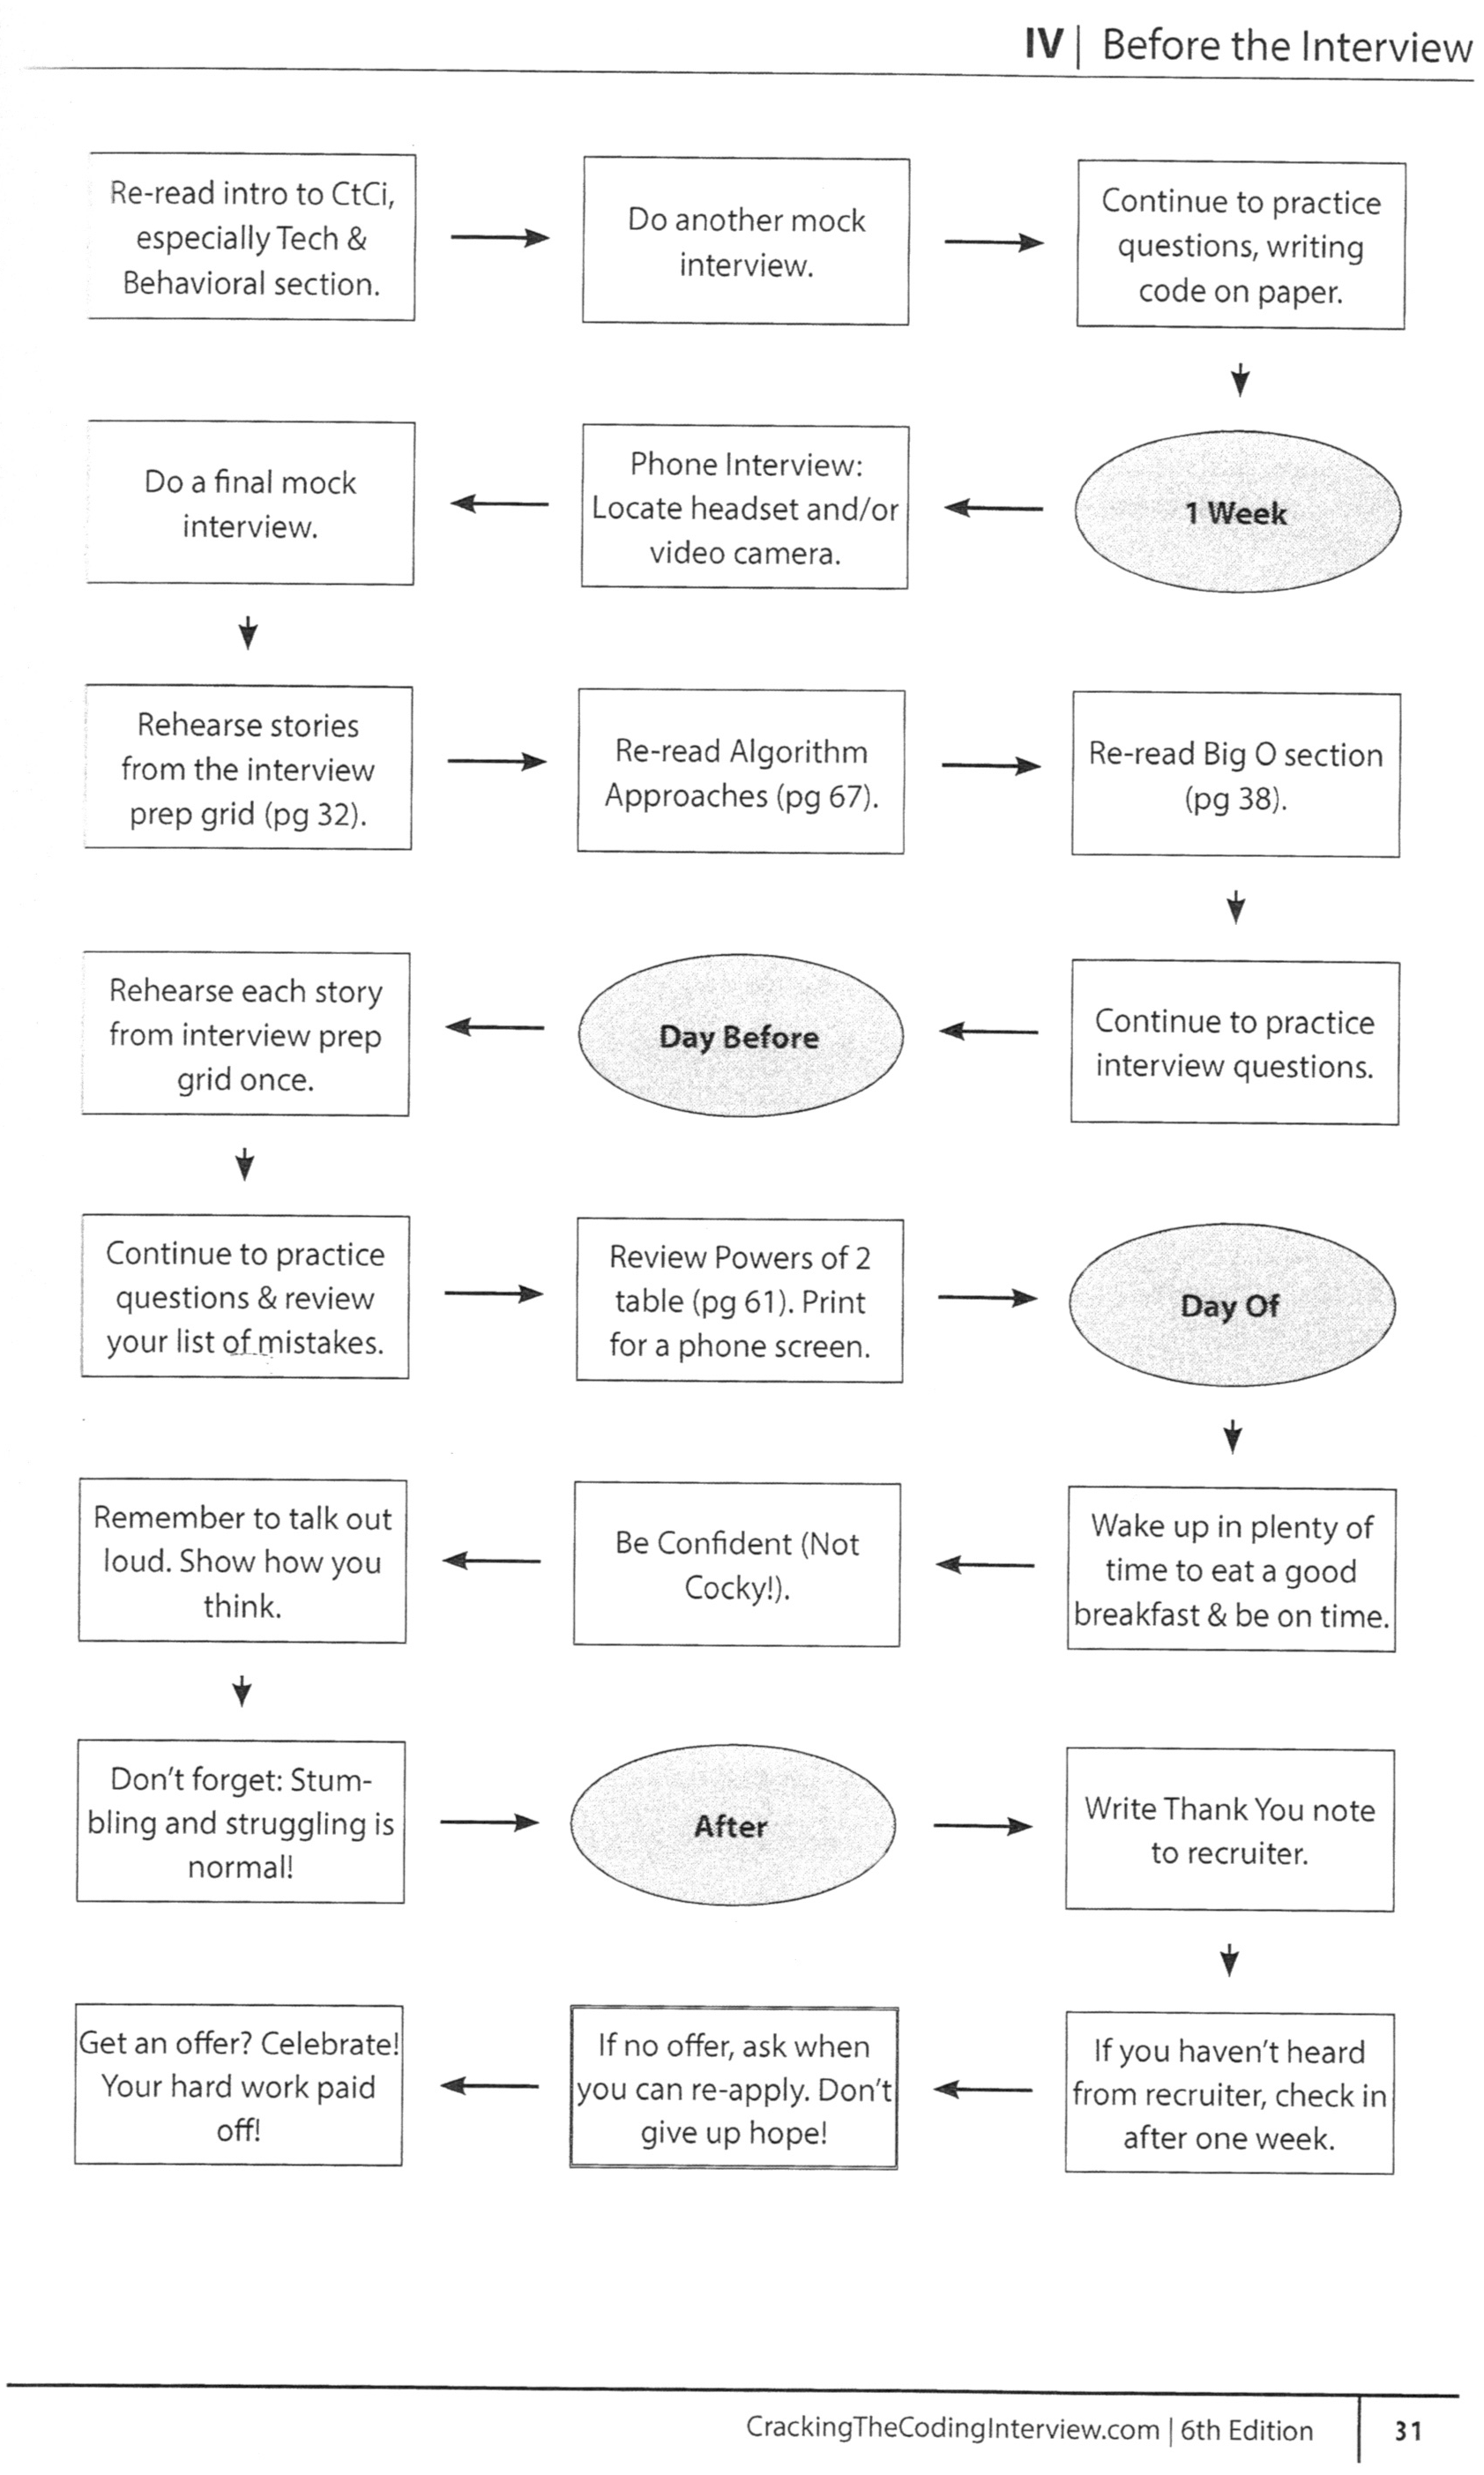 IV | Before the Interview
Re-read intro to CtCi,
especially Tech &
Behavioral section.
Do another mock
interview.
Continue to practice
questions, writing
code on paper.
1 Week
Phone Interview:
Locate headset and/or
video camera.
Do a final mock
interview.
Rehearse stories
from the interview
prep grid (pg 32).
Re-read Algorithm
Approaches (pg 67).
Re-read Big O section
(pg 38).
Continue to practice
interview questions.
Day Before
Rehearse each story
from interview prep
grid once.
Continue to practice
questions & review
your list of mistakes.
Review Powers of 2
table (pg 61). Print
for a phone screen.
Day Of
Wake up in plenty of
time to eat a good
breakfast & be on time.
Be Confident (Not
Cocky!).
Remember to talk out
loud. Show how you
think.
Don't forget: Stum-
bling and struggling is
normal!
After
Write Thank You note
to recruiter.
If you haven't heard
from recruiter, check in
after one week.
If no offer, ask when
you can re-apply. Don't
give up hope!
Get an offer? Celebrate!
Your hard work paid
off!
CrackingTheCodingInterview.com | 6th Edition
31